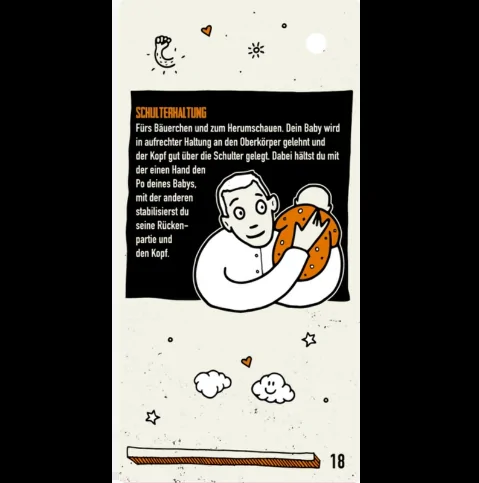 SCHULTERHALTUNG
Fürs Bäuerchen und zum Herumschauen. Dein Baby wird
in aufrechter Haltung an den Oberkörper gelehnt und
der Kopf gut über die Schulter gelegt. Dabei hältst du mit
der einen Hand den
Po deines Babys,
mit der anderen
stabilisierst du
seine Rücken-
partie und
den Kopf.
18